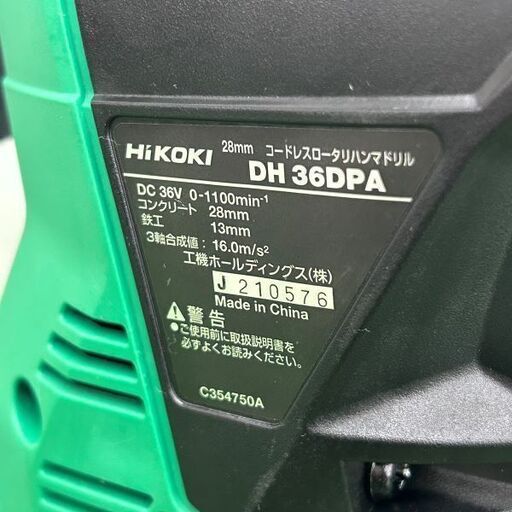 HiKOKI 28mm コードレスロータリハンマドリル
DH 36DPA
DC 36V 0-1100min⁻¹
コンクリート 28mm
鉄工 13mm
3軸合成値：16.0m/s²
工機ホールディングス(株)
J 210576
Made in China
警告
●ご使用前に取扱説明書を
必ずよくお読みください。
C354750A